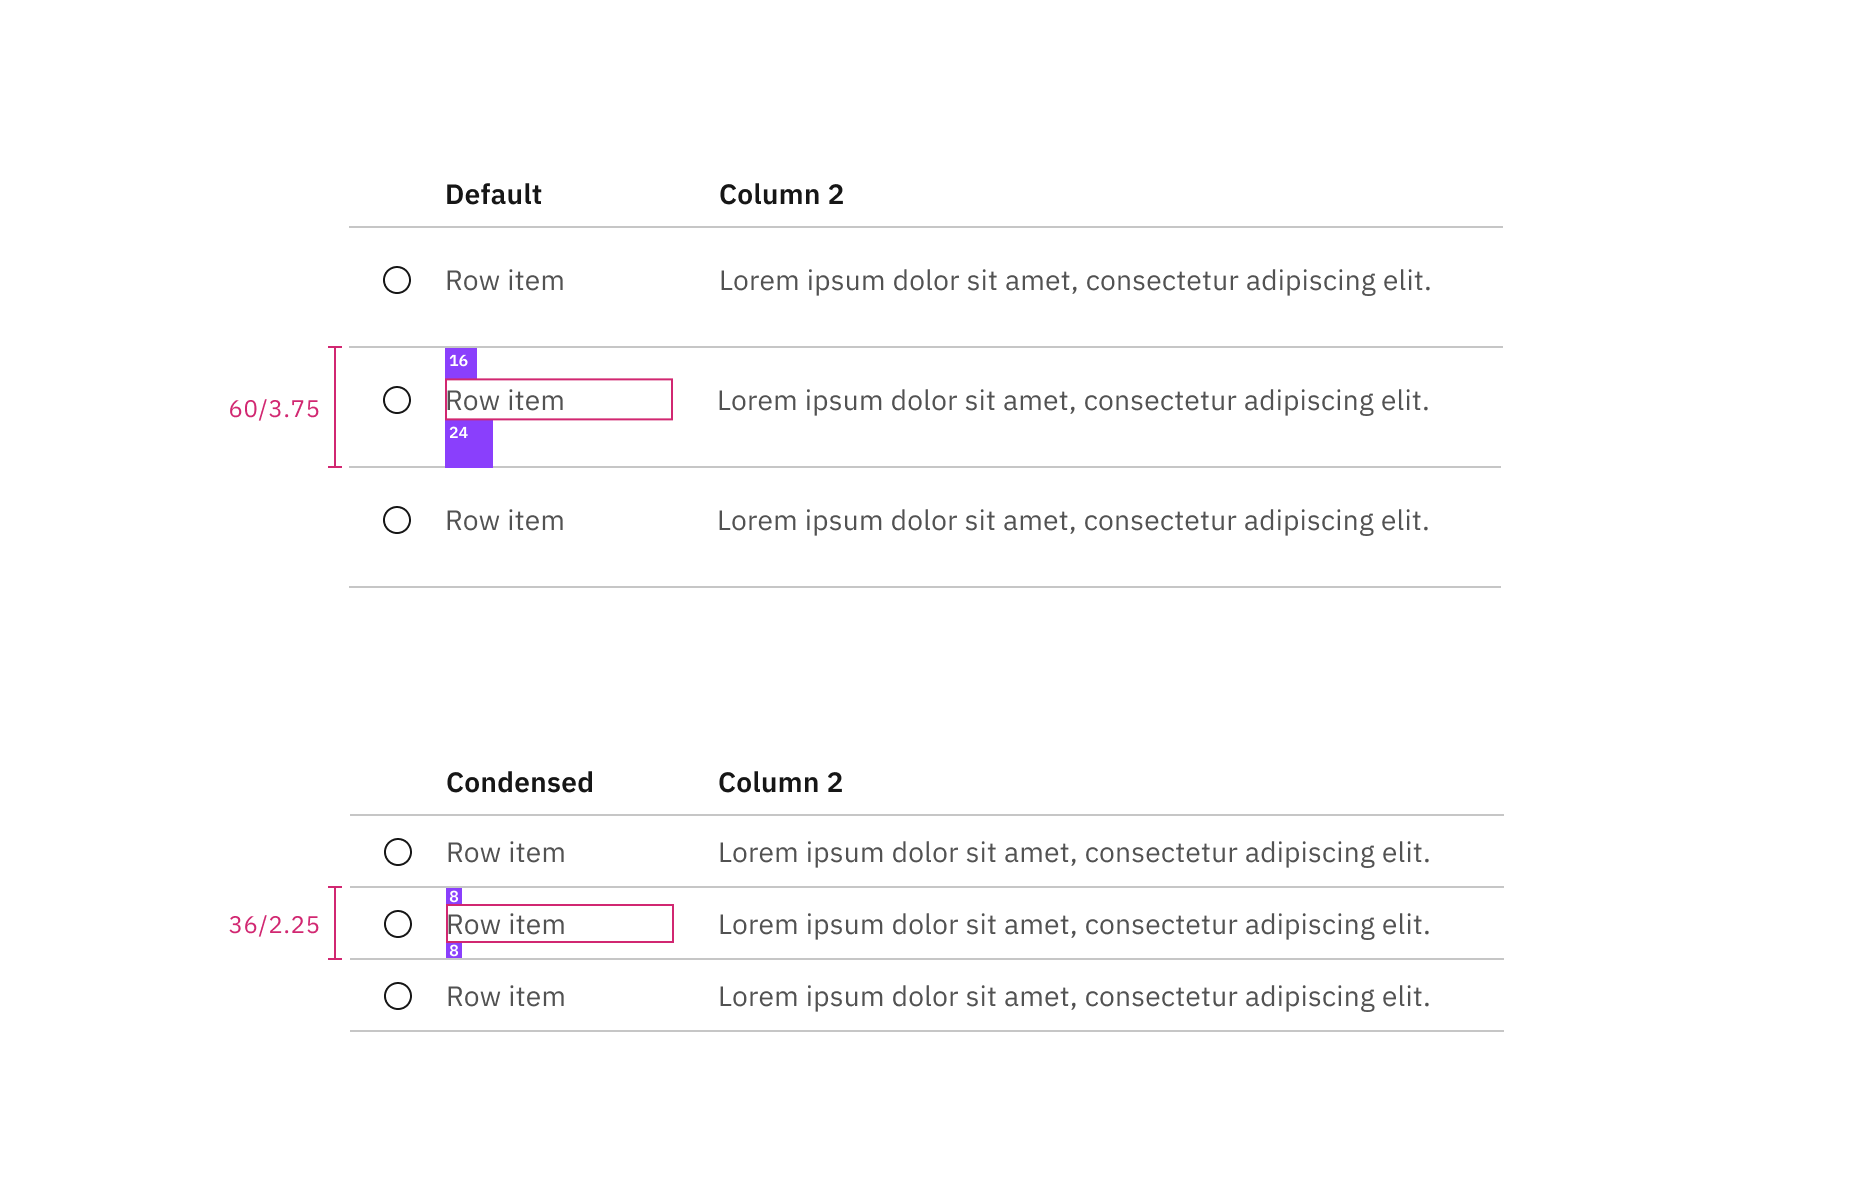 Default Column 2
Row item Lorem ipsum dolor sit amet, consectetur adipiscing elit.
16
60/3.75 Row item Lorem ipsum dolor sit amet, consectetur adipiscing elit.
24
Row item Lorem ipsum dolor sit amet, consectetur adipiscing elit.
Condensed Column 2
Row item Lorem ipsum dolor sit amet, consectetur adipiscing elit.
8
36/2.25 Row item Lorem ipsum dolor sit amet, consectetur adipiscing elit.
8
Row item Lorem ipsum dolor sit amet, consectetur adipiscing elit.